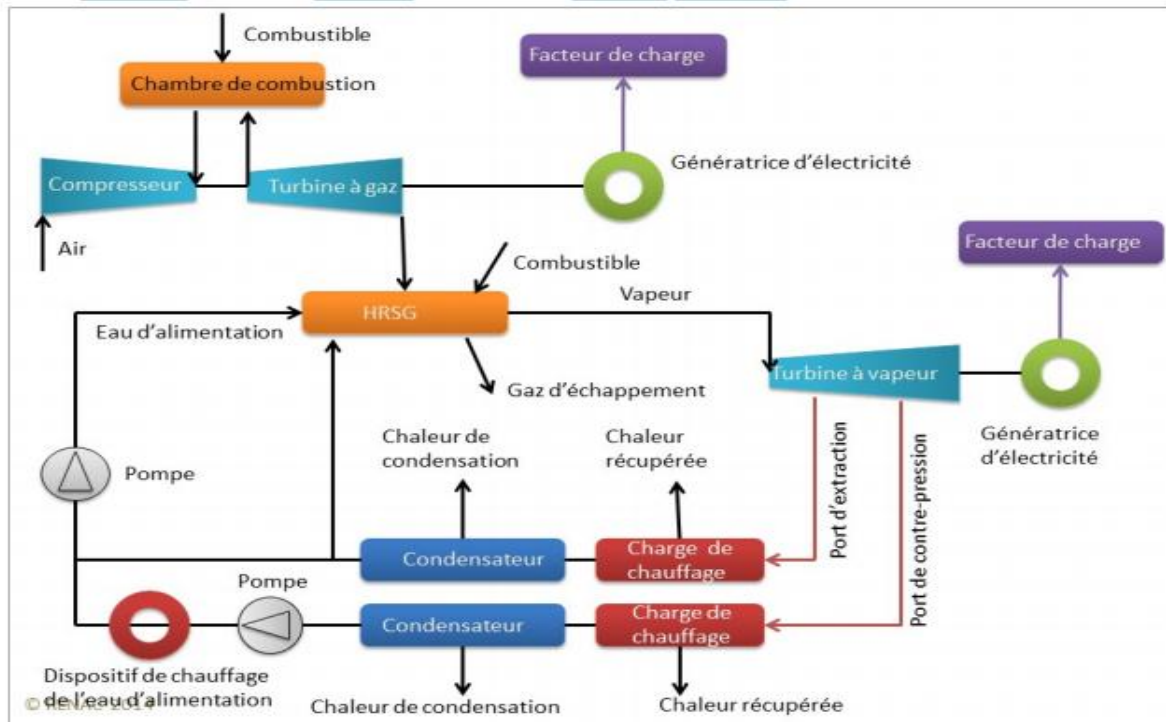 Combustible
Facteur de charge
Chambre de combustion
Génératrice d'électricité
Compresseur
Turbine à gaz
Air
Combustible
Facteur de charge
Vapeur
HRSG
Eau d'alimentation
Turbine à vapeur
Gaz d'échappement
Chaleur de
condensation
Chaleur
récupérée
Génératrice
d'électricité
Port d'extraction
Port de contre-pression
Pompe
Condensateur
Charge de
chauffage
Pompe
Condensateur
Charge de
chauffage
Dispositif de chauffage
de l'eau d'alimentation
© RENAC 2014
Chaleur de condensation
Chaleur récupérée